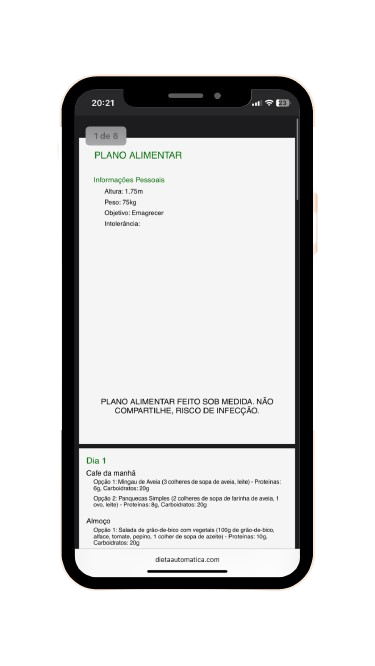 20:21
23
1 de 8
PLANO ALIMENTAR
Informações Pessoais
Altura: 1,75m
Peso: 75kg
Objetivo: Emagrecer
Intolerância:
PLANO ALIMENTAR FEITO SOB MEDIDA. NÃO
COMPARTILHE, RISCO DE INFECÇÃO.
Dia 1
Cafe da manhã
Opção 1: Mingau de Aveia (3 colheres de sopa de aveia, leite) - Proteínas:
6g, Carboidratos: 20g
Opção 2: Panquecas Simples (2 colheres de sopa de farinha de aveia, 1
ovo, leite) - Proteínas: 8g, Carboidratos: 20g
Almoço
Opção 1: Salada de grão-de-bico com vegetais (100g de grão-de-bico,
alface, tomate, pepino, 1 colher de sopa de azeite) - Proteínas: 10g,
Carboidratos: 20g
dietaautomatica.com